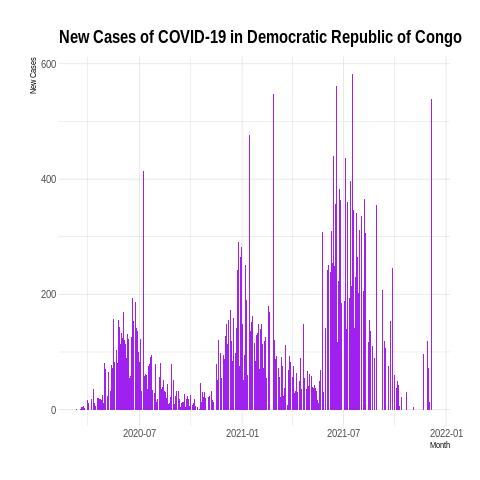 New Cases of COVID-19 in Democratic Republic of Congo
New Cases
600
400
200
0
2020-07
2021-01
2021-07
2022-01
Month